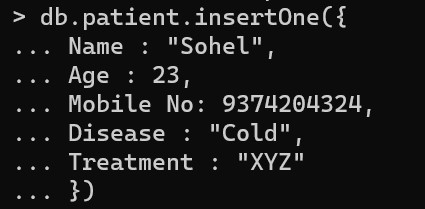 > db.patient.insertOne({
... Name : "Sohel",
... Age : 23,
... Mobile No: 9374204324,
... Disease : "Cold",
... Treatment : "XYZ"
... })